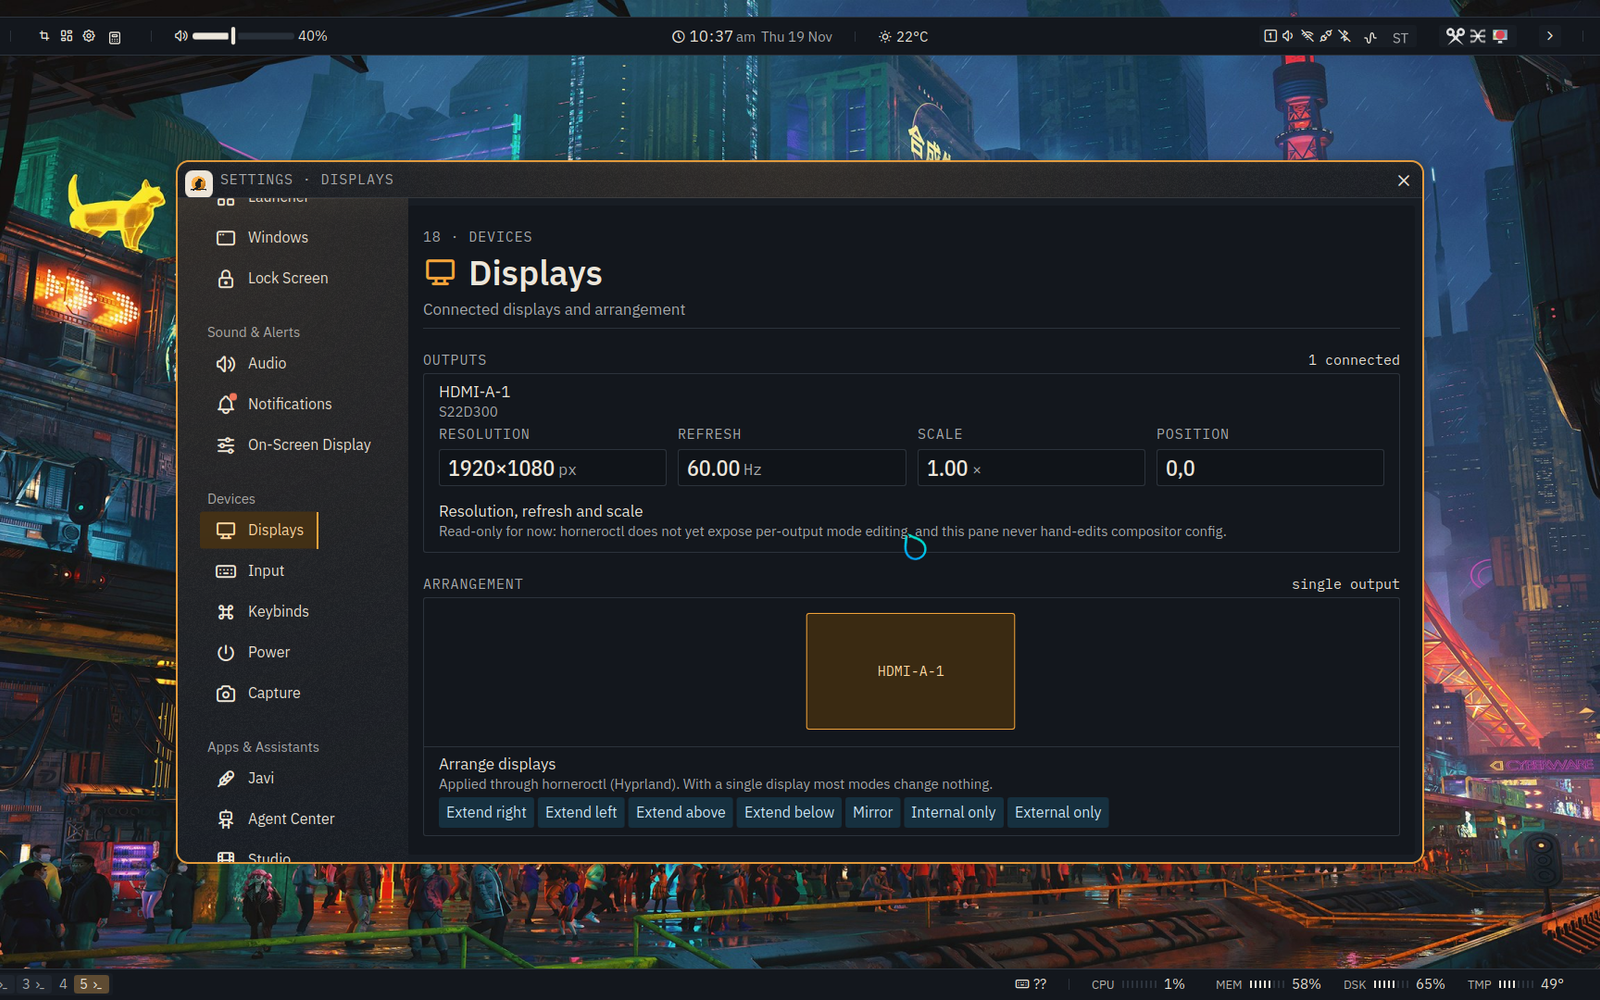 40%
10:37 am Thu 19 Nov
22°C
1
ST
SETTINGS · DISPLAYS
Launcher
Windows
Lock Screen
Sound & Alerts
Audio
Notifications
On-Screen Display
Devices
Displays
Input
Keybinds
Power
Capture
Apps & Assistants
Javi
Agent Center
Studio
18 · DEVICES
Displays
Connected displays and arrangement
OUTPUTS
1 connected
HDMI-A-1
S22D300
RESOLUTION
REFRESH
SCALE
POSITION
1920×1080 px
60.00 Hz
1.00 ×
0,0
Resolution, refresh and scale
Read-only for now: horneroctl does not yet expose per-output mode editing, and this pane never hand-edits compositor config.
ARRANGEMENT
single output
HDMI-A-1
Arrange displays
Applied through horneroctl (Hyprland). With a single display most modes change nothing.
Extend right
Extend left
Extend above
Extend below
Mirror
Internal only
External only
CYBERWARE
3
4
5
??
CPU 1%
MEM 58%
DSK 65%
TMP 49°